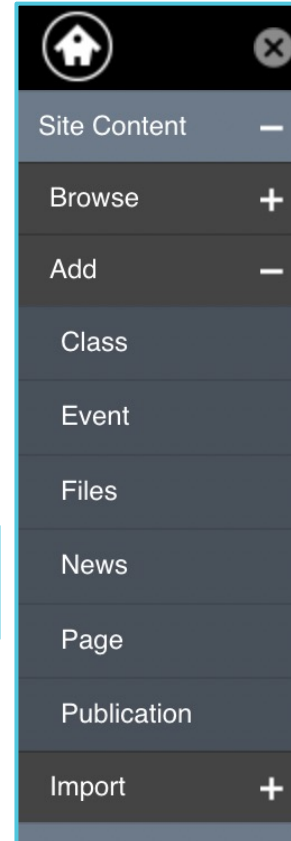 Site Content
Browse
Add
Class
Event
Files
News
Page
Publication
Import